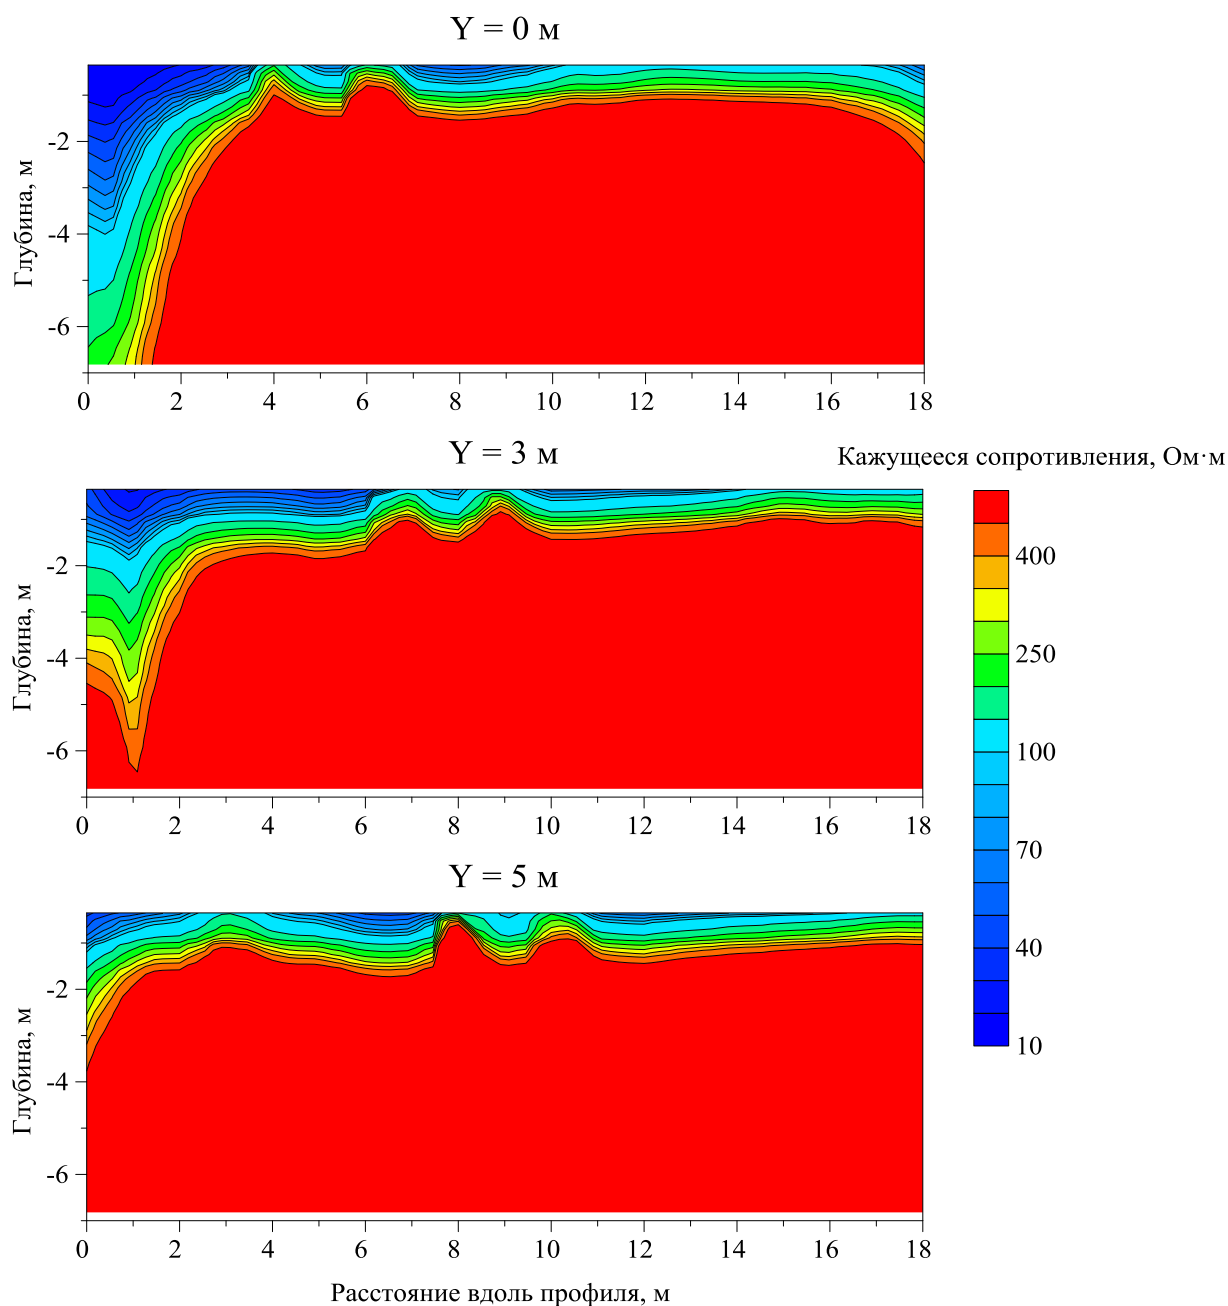 Y = 0 м
Глубина, м
-2
-4
-6
0 2 4 6 8 10 12 14 16 18
Y = 3 м
Кажущееся сопротивления, Ом·м
Глубина, м
-2
-4
-6
0 2 4 6 8 10 12 14 16 18
400
250
100
70
40
10
Y = 5 м
Глубина, м
-2
-4
-6
0 2 4 6 8 10 12 14 16 18
Расстояние вдоль профиля, м